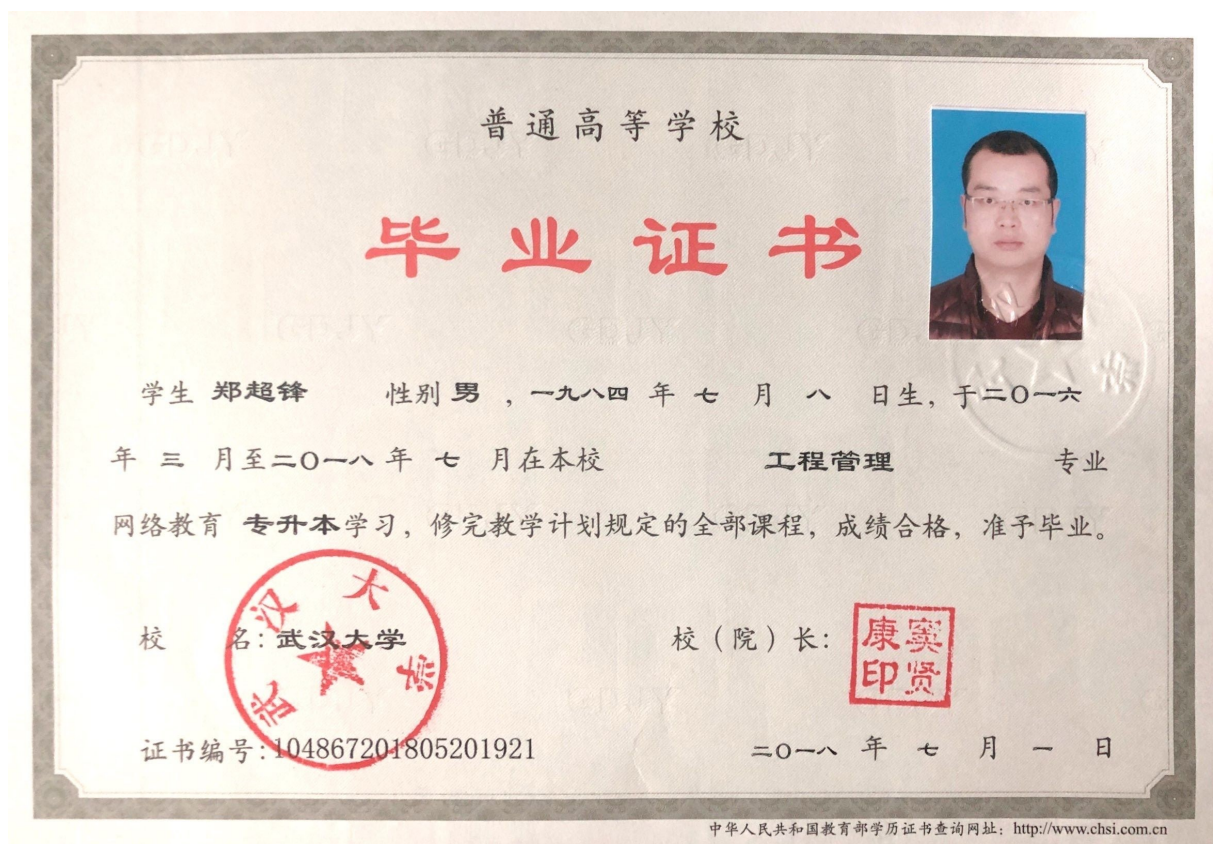 普通高等学校
毕业证书
学生 郑超锋 性别 男 ，一九八四 年 七 月 八 日生，于二〇一六
年 三 月至二〇一八 年 七 月在本校 工程管理 专业
网络教育 专升本学习，修完教学计划规定的全部课程，成绩合格，准予毕业。
校 名：武汉大学
武汉大学
校（院）长：
窦贤康印
证书编号：104867201805201921
二〇一八 年 七 月 一 日
中华人民共和国教育部学历证书查询网址：http://www.chsi.com.cn